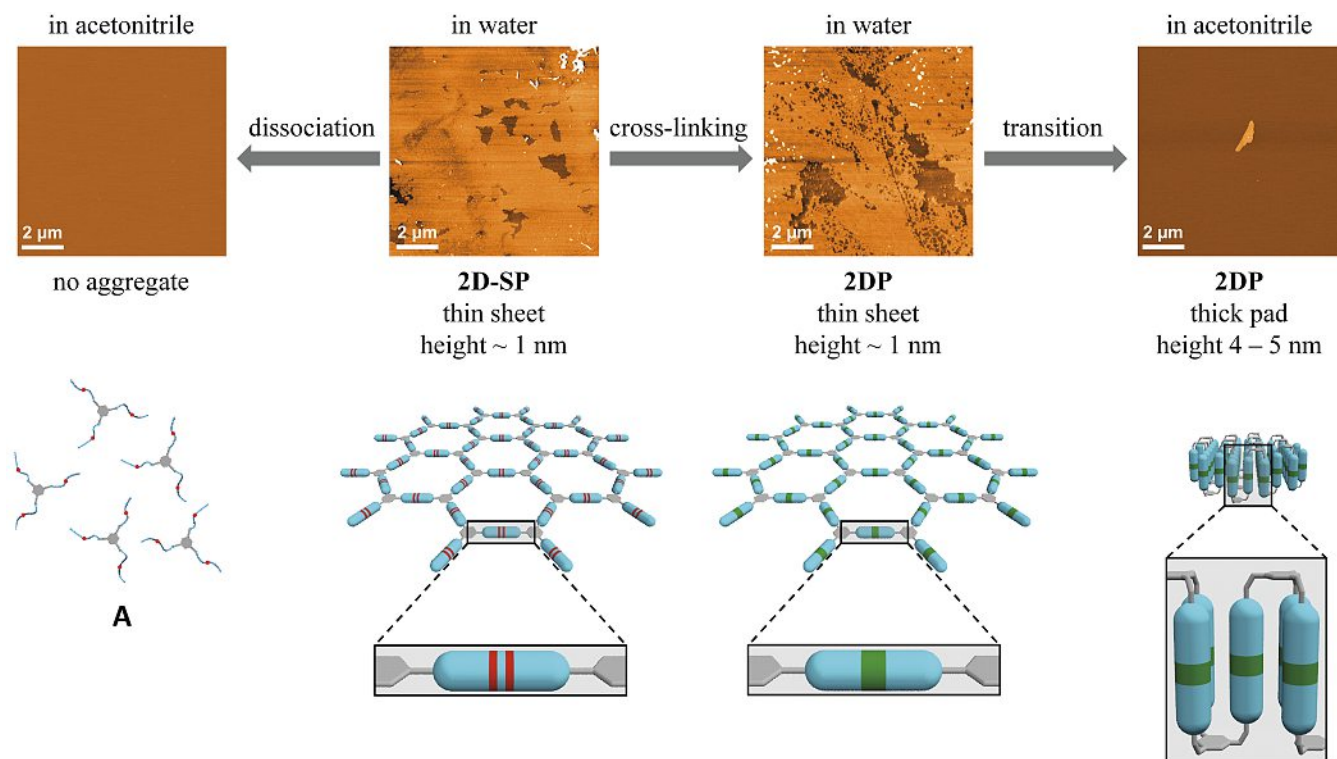 in acetonitrile
in water
in water
in acetonitrile
dissociation
cross-linking
transition
2 µm
2 µm
2 µm
2 µm
no aggregate
2D-SP
thin sheet
height ~ 1 nm
2DP
thin sheet
height ~ 1 nm
2DP
thick pad
height 4 – 5 nm
A